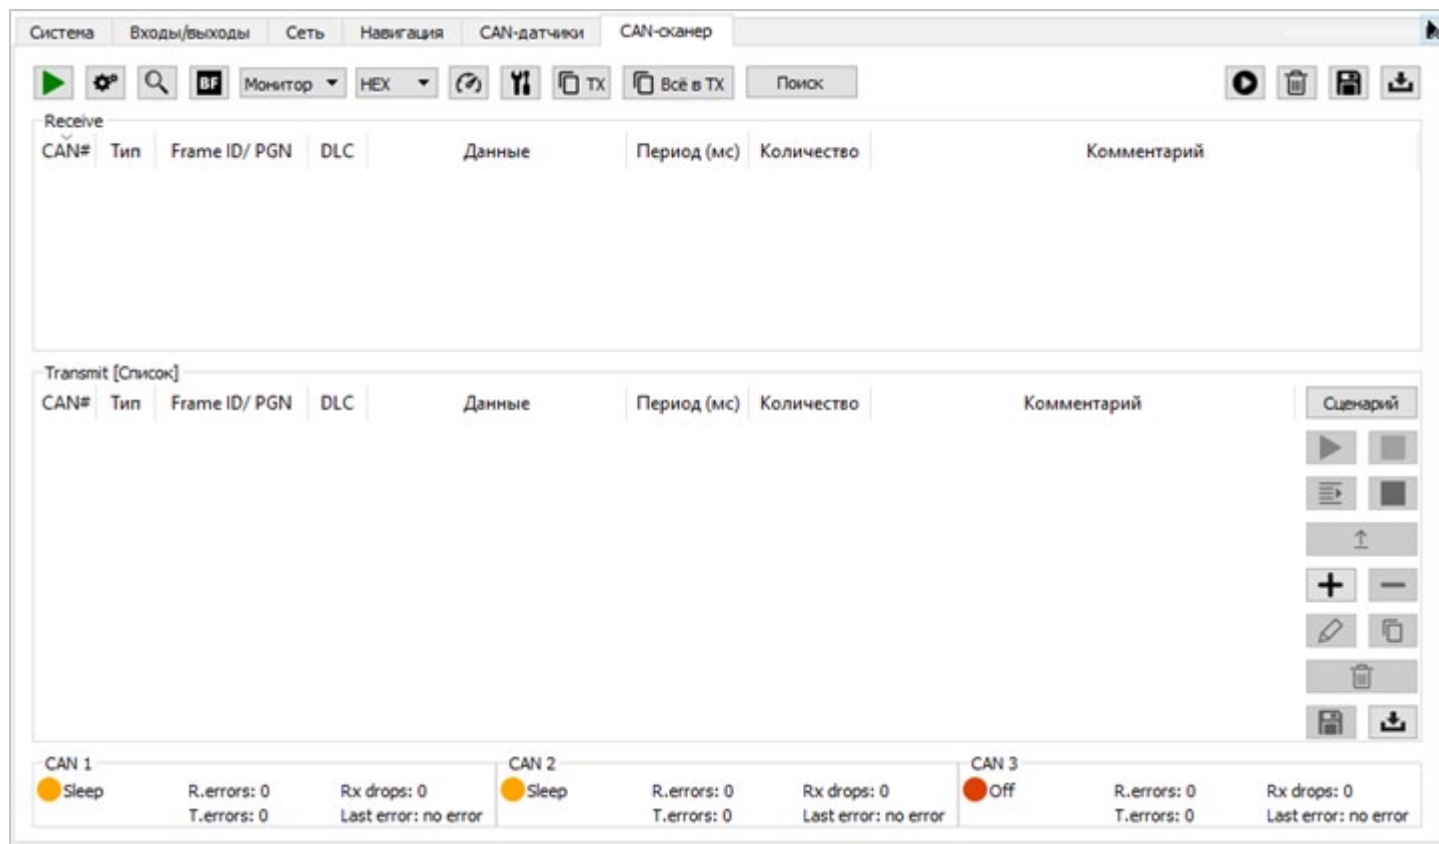 Система Входы/выходы Сеть Навигация CAN-датчики CAN-сканер
BF Монитор HEX TX Всё в TX Поиск
Receive
CAN# Тип Frame ID/ PGN DLC Данные Период (мс) Количество Комментарий
Transmit [Список]
CAN# Тип Frame ID/ PGN DLC Данные Период (мс) Количество Комментарий Сценарий
CAN 1 CAN 2 CAN 3
Sleep R.errors: 0 Rx drops: 0 Sleep R.errors: 0 Rx drops: 0 Off R.errors: 0 Rx drops: 0
T.errors: 0 Last error: no error T.errors: 0 Last error: no error T.errors: 0 Last error: no error